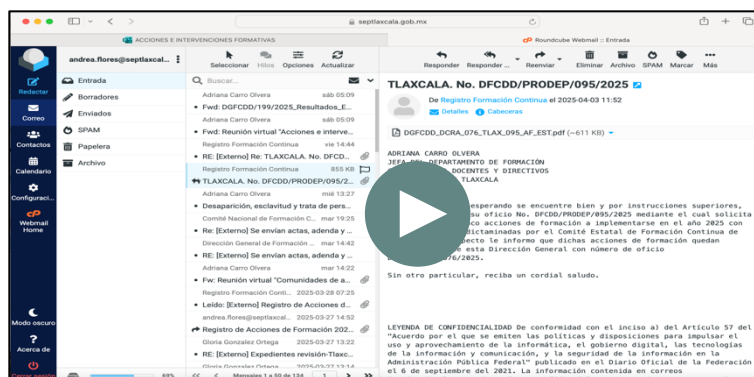 septlaxcala.gob.mx
ACCIONES E INTERVENCIONES FORMATIVAS
Roundcube Webmail :: Entrada
Redactar
Correo
Contactos
Calendario
Configuraci...
Webmail
Home
Modo oscuro
Acerca de
Cerrar sesión
andrea.flores@septlaxcal...
Entrada
Borradores
Enviados
SPAM
Papelera
Archivo
69%
Seleccionar Hilos Opciones Actualizar
Buscar...
Adriana Carro Olvera sáb 05:09
• Fwd: DGFCDD/199/2025_Resultados_E...
Adriana Carro Olvera sáb 05:09
• Fwd: Reunión virtual "Acciones e interve...
Registro Formación Continua vie 14:44
• RE: [Externo] Re: TLAXCALA. No. DFCD...
Registro Formación Continua 855 KB
TLAXCALA. No. DFCDD/PRODEP/095/2...
Adriana Carro Olvera mié 13:27
• Desaparición, esclavitud y trata de pers...
Comité Nacional de Formación C... mar 19:25
• Re: [Externo] Se envían actas, adenda y ...
Dirección General de Formación ... mar 14:42
• RE: [Externo] Se envían actas, adenda y ...
Adriana Carro Olvera mar 14:22
• Fw: Reunión virtual "Comunidades de a...
Registro Formación Conti... 2025-03-28 07:25
• Leído: [Externo] Registro de Acciones d...
andrea.flores@septlaxcal... 2025-03-27 14:52
Registro de Acciones de Formación 202...
Gloria Gonzalez Ortega 2025-03-27 13:22
• RE: [Externo] Expedientes revisión-Tlaxc...
Gloria Gonzalez Ortega 2025-03-27 13:14
Mensajes 1 a 50 de 134 1
Responder Responder ... Reenviar Eliminar Archivo SPAM Marcar Más
TLAXCALA. No. DFCDD/PRODEP/095/2025
De Registro Formación Continua el 2025-04-03 11:52
Detalles Cabeceras
DGFCDD_DCRA_076_TLAX_095_AF_EST.pdf (~611 KB)
ADRIANA CARRO OLVERA
JEFA DEL DEPARTAMENTO DE FORMACIÓN
DOCENTES Y DIRECTIVOS
TLAXCALA
esperando se encuentre bien y por instrucciones superiores,
su oficio No. DFCDD/PRODEP/095/2025 mediante el cual solicita
acciones de formación a implementarse en el año 2025 con
dictaminadas por el Comité Estatal de Formación Continua de
le informo que dichas acciones de formación quedan
esta Dirección General con número de oficio
076/2025.
Sin otro particular, reciba un cordial saludo.
LEYENDA DE CONFIDENCIALIDAD De conformidad con el inciso a) del Artículo 57 del
"Acuerdo por el que se emiten las políticas y disposiciones para impulsar el
uso y aprovechamiento de la informática, el gobierno digital, las tecnologías
de la información y comunicación, y la seguridad de la información en la
Administración Pública Federal" publicado en el Diario Oficial de la Federación
el 6 de septiembre del 2021. La información contenida en correos